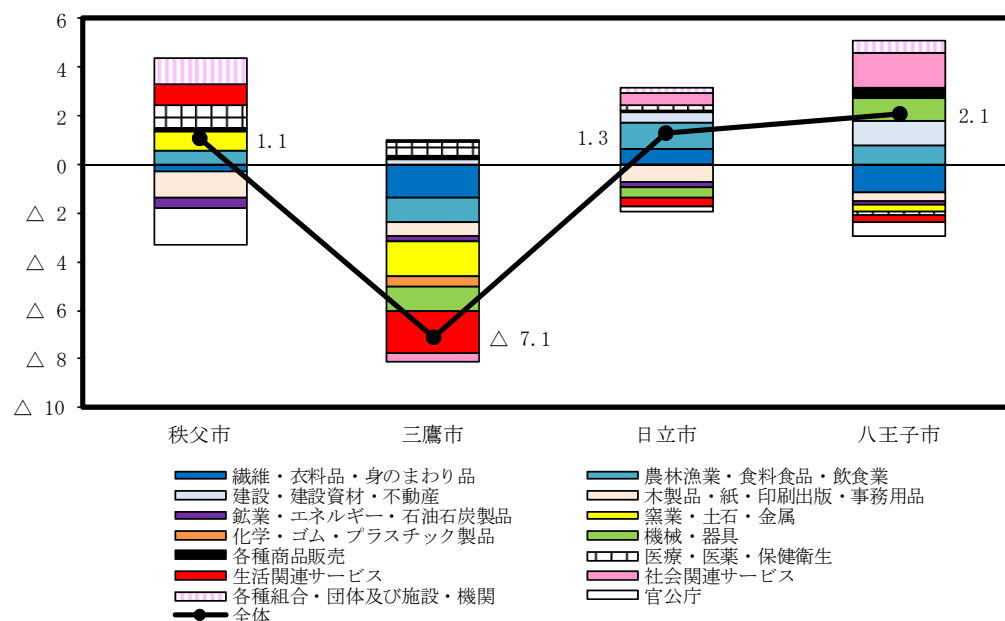 6
4
2
0
△ 2
△ 4
△ 6
△ 8
△ 10
1.1
△ 7.1
1.3
2.1
秩父市 三鷹市 日立市 八王子市
繊維・衣料品・身のまわり品 農林漁業・食料食品・飲食業
建設・建設資材・不動産 木製品・紙・印刷出版・事務用品
鉱業・エネルギー・石油石炭製品 窯業・土石・金属
化学・ゴム・プラスチック製品 機械・器具
各種商品販売 医療・医薬・保健衛生
生活関連サービス 社会関連サービス
各種組合・団体及び施設・機関 官公庁
全体